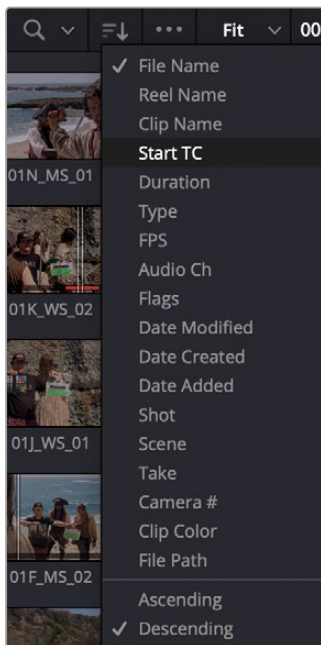 Fit
00
File Name
Reel Name
Clip Name
Start TC
Duration
Type
FPS
Audio Ch
Flags
Date Modified
Date Created
Date Added
Shot
Scene
Take
Camera #
Clip Color
File Path
Ascending
Descending
01N_MS_01
01K_WS_02
01J_WS_01
01F_MS_02